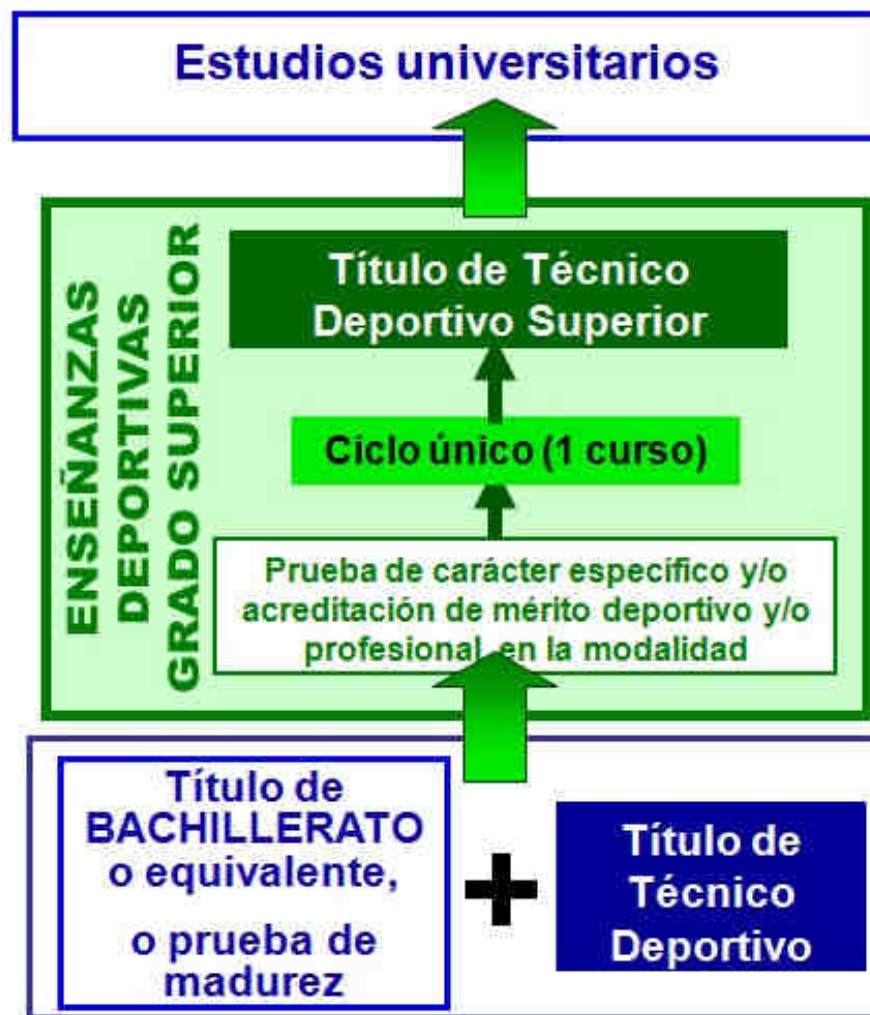 Estudios universitarios
ENSEÑANZAS
DEPORTIVAS
GRADO SUPERIOR
Título de Técnico
Deportivo Superior
Ciclo único (1 curso)
Prueba de carácter específico y/o
acreditación de mérito deportivo y/o
profesional en la modalidad
Título de
BACHILLERATO
o equivalente,
o prueba de
madurez
+
Título de
Técnico
Deportivo